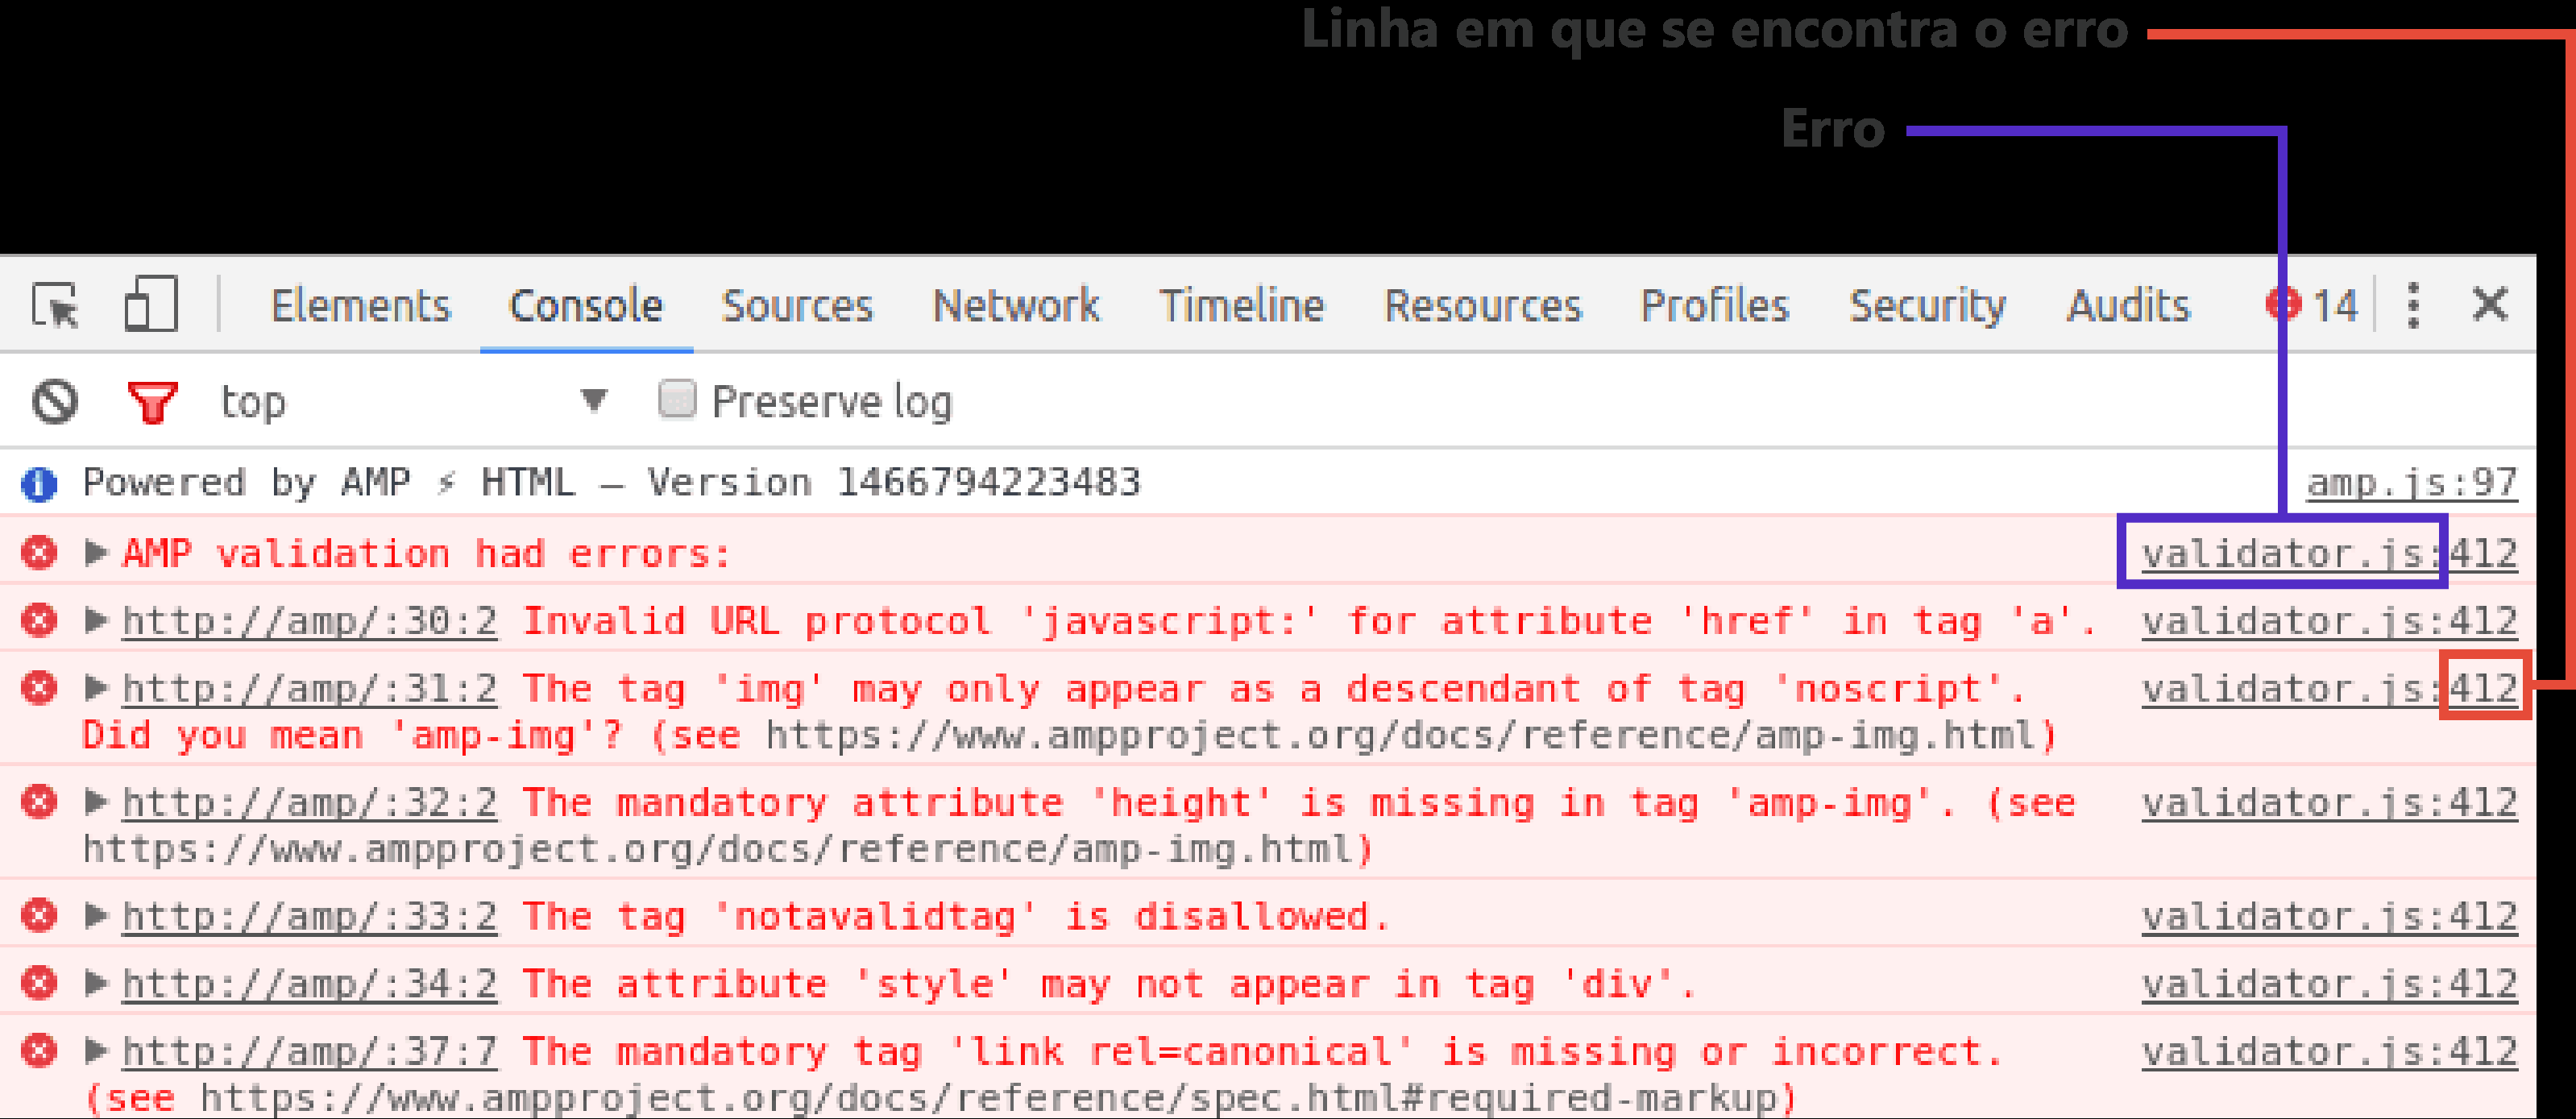 Linha em que se encontra o erro
Erro
Elements Console Sources Network Timeline Resources Profiles Security Audits 14
top Preserve log
Powered by AMP ⚡ HTML – Version 1466794223483 amp.js:97
AMP validation had errors: validator.js:412
http://amp/:30:2 Invalid URL protocol 'javascript:' for attribute 'href' in tag 'a'. validator.js:412
http://amp/:31:2 The tag 'img' may only appear as a descendant of tag 'noscript'. validator.js:412
Did you mean 'amp-img'? (see https://www.ampproject.org/docs/reference/amp-img.html)
http://amp/:32:2 The mandatory attribute 'height' is missing in tag 'amp-img'. (see validator.js:412
https://www.ampproject.org/docs/reference/amp-img.html)
http://amp/:33:2 The tag 'notavalidtag' is disallowed. validator.js:412
http://amp/:34:2 The attribute 'style' may not appear in tag 'div'. validator.js:412
http://amp/:37:7 The mandatory tag 'link rel=canonical' is missing or incorrect. validator.js:412
(see https://www.ampproject.org/docs/reference/spec.html#required-markup)